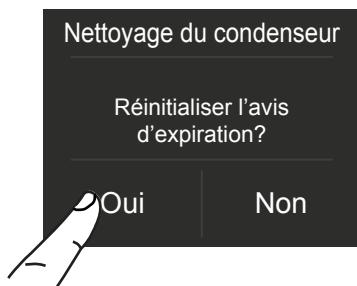 Nettoyage du condenseur
Réinitialiser l’avis
d’expiration?
Oui
Non